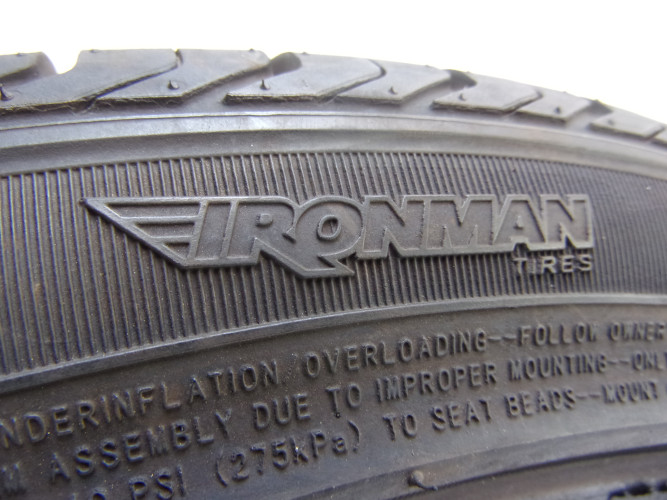 IRONMAN
TIRES
NDERINFLATION/OVERLOADING--FOLLOW OWNER
M ASSEMBLY DUE TO IMPROPER MOUNTING--ONL
PSI (275kPa) TO SEAT BEADS--MOUNT